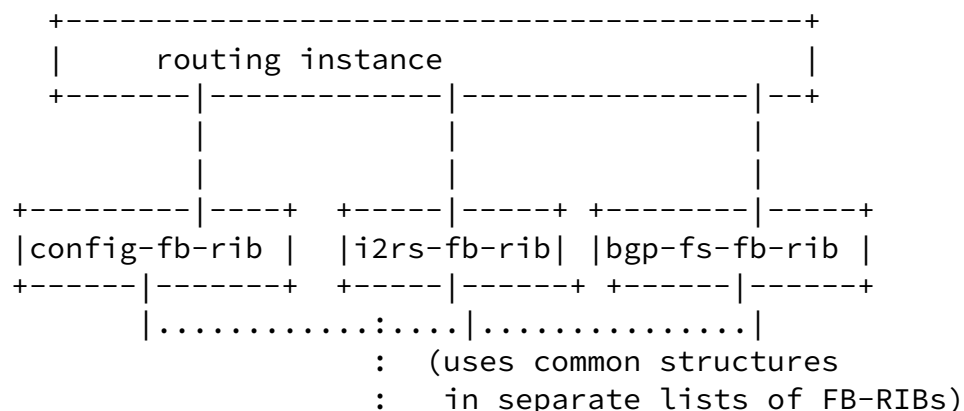 +---------------------------------------+
|      routing instance                   |
+-------|-------------|----------------|--+
|             |                |
|             |                |
+---------|----+  +-----|-----+ +--------|-----+
|config-fb-rib |  |i2rs-fb-rib| |bgp-fs-fb-rib |
+------|-------+  +-----|------+ +------|------+
|............:....|...............|
:  (uses common structures
:   in separate lists of FB-RIBs)